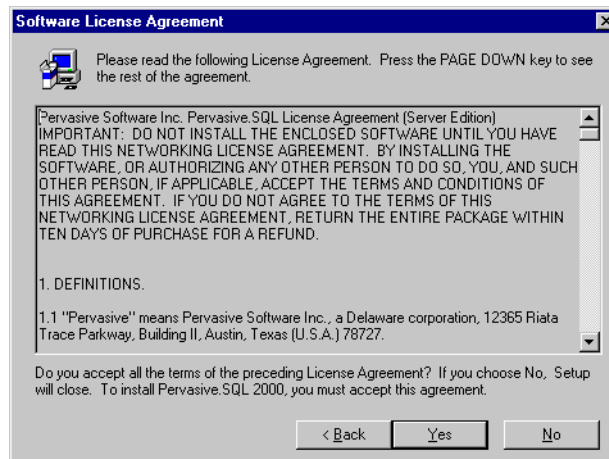 Software License Agreement
Please read the following License Agreement. Press the PAGE DOWN key to see
the rest of the agreement.
Pervasive Software Inc. Pervasive.SQL License Agreement (Server Edition)
IMPORTANT: DO NOT INSTALL THE ENCLOSED SOFTWARE UNTIL YOU HAVE
READ THIS NETWORKING LICENSE AGREEMENT. BY INSTALLING THE
SOFTWARE, OR AUTHORIZING ANY OTHER PERSON TO DO SO, YOU, AND SUCH
OTHER PERSON, IF APPLICABLE, ACCEPT THE TERMS AND CONDITIONS OF
THIS AGREEMENT. IF YOU DO NOT AGREE TO THE TERMS OF THIS
NETWORKING LICENSE AGREEMENT, RETURN THE ENTIRE PACKAGE WITHIN
TEN DAYS OF PURCHASE FOR A REFUND.
1. DEFINITIONS.
1.1 "Pervasive" means Pervasive Software Inc., a Delaware corporation, 12365 Riata
Trace Parkway, Building II, Austin, Texas (U.S.A.) 78727.
Do you accept all the terms of the preceding License Agreement? If you choose No, Setup
will close. To install Pervasive.SQL 2000, you must accept this agreement.
< Back Yes No